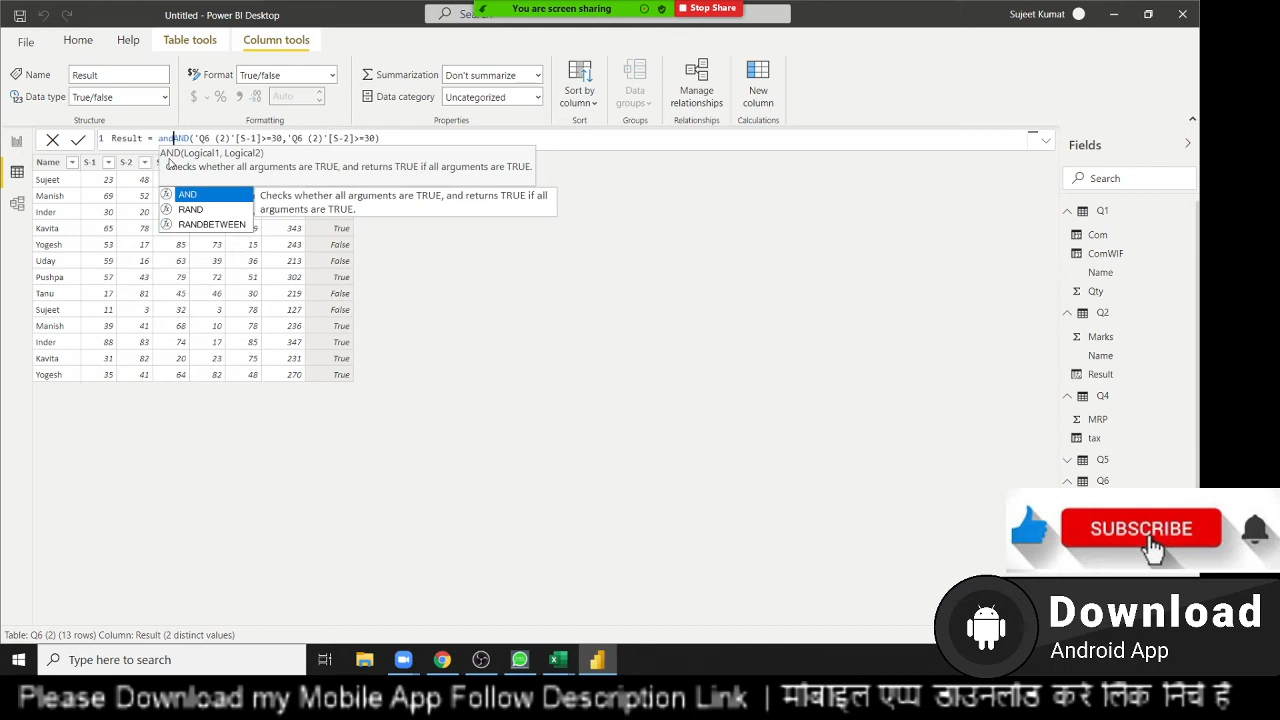 Untitled - Power BI Desktop
You are screen sharing
Stop Share
Sujeet Kumat
File
Home
Help
Table tools
Column tools
Name
Result
Format
True/false
Summarization
Don't summarize
Data type
True/false
$ %
Auto
Data category
Uncategorized
Sort by
column
Data
groups
Manage
relationships
New
column
Structure
Formatting
Properties
Sort
Groups
Relationships
Calculations
1 Result = andAND('Q6 (2)'[S-1]>=30,'Q6 (2)'[S-2]>=30)
AND(Logical1, Logical2)
Checks whether all arguments are TRUE, and returns TRUE if all arguments are TRUE.
AND
Checks whether all arguments are TRUE, and returns TRUE if all
arguments are TRUE.
RAND
RANDBETWEEN
Name S-1 S-2
Sujeet 23 48
Manish 69 52
Inder 30 20
Kavita 65 78 343 True
Yogesh 53 17 85 73 15 243 False
Uday 59 16 63 39 36 213 False
Pushpa 57 43 79 72 51 302 True
Tanu 17 81 45 46 30 219 False
Sujeet 11 3 32 3 78 127 False
Manish 39 41 68 10 78 236 True
Inder 88 83 74 17 85 347 True
Kavita 31 82 20 23 75 231 True
Yogesh 35 41 64 82 48 270 True
Fields
Search
Q1
Com
ComWIF
Name
Qty
Q2
Marks
Name
Result
Q4
MRP
tax
Q5
Q6
SUBSCRIBE
Download
Android App
Table: Q6 (2) (13 rows) Column: Result (2 distinct values)
Type here to search
Please Download my Mobile App Follow Description Link | मोबाइल एप्प डाउनलोड करे लिंक निचे है